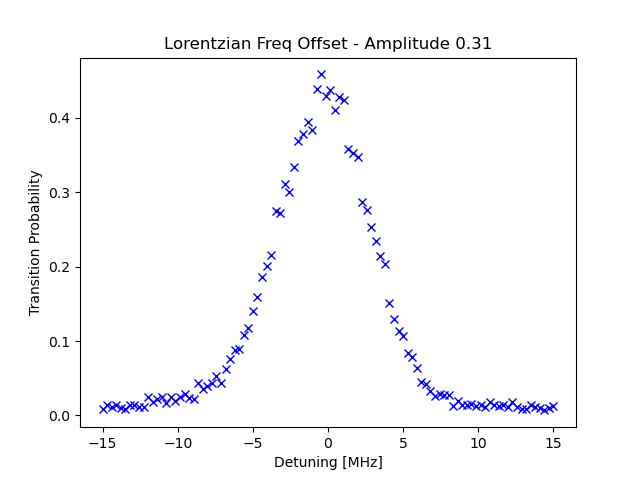 Lorentzian Freq Offset - Amplitude 0.31
Transition Probability
0.4
0.3
0.2
0.1
0.0
−15 −10 −5 0 5 10 15
Detuning [MHz]